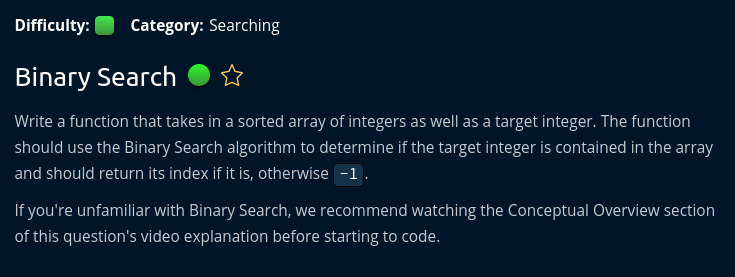 Difficulty: Category: Searching
Binary Search
Write a function that takes in a sorted array of integers as well as a target integer. The function
should use the Binary Search algorithm to determine if the target integer is contained in the array
and should return its index if it is, otherwise -1 .
If you're unfamiliar with Binary Search, we recommend watching the Conceptual Overview section
of this question's video explanation before starting to code.